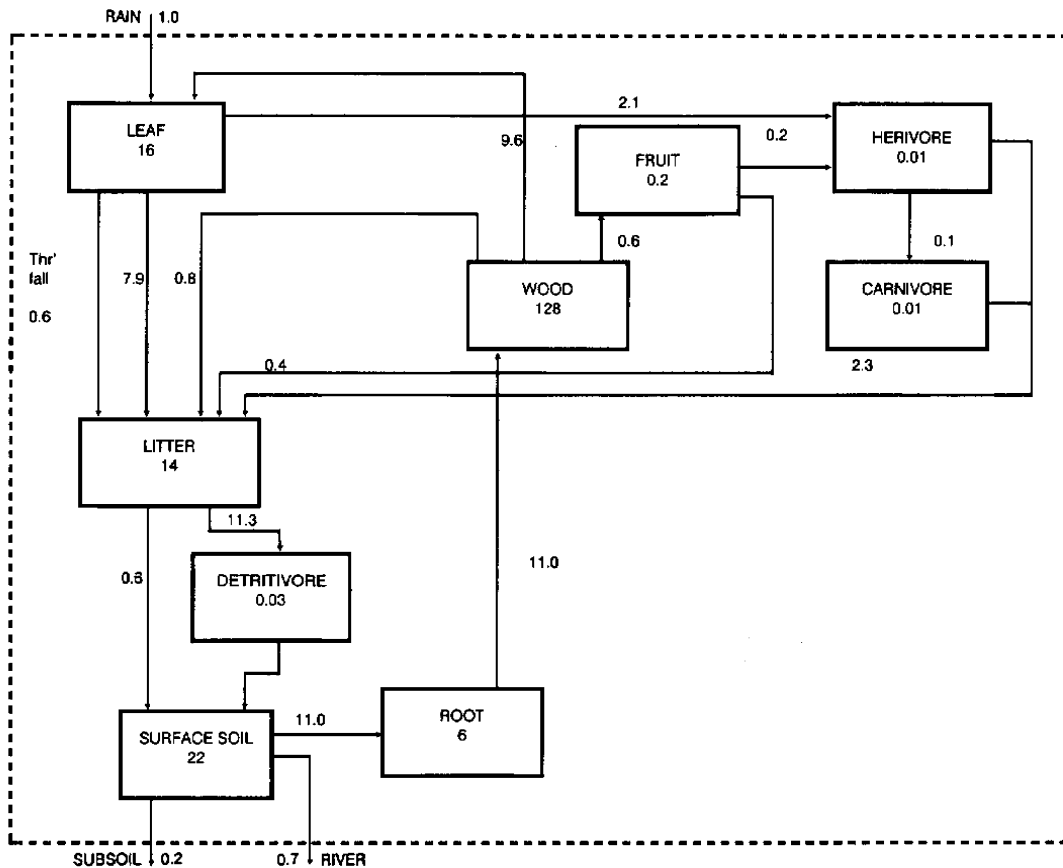 RAIN 1.0
LEAF
16
2.1
0.2
HERIVORE
0.01
9.6
FRUIT
0.2
Thr'
fall
0.6
7.9
0.8
0.6
0.1
WOOD
128
CARNIVORE
0.01
0.4
2.3
LITTER
14
11.3
0.6
DETRITIVORE
0.03
11.0
11.0
ROOT
6
SURFACE SOIL
22
SUBSOIL 0.2
0.7 RIVER